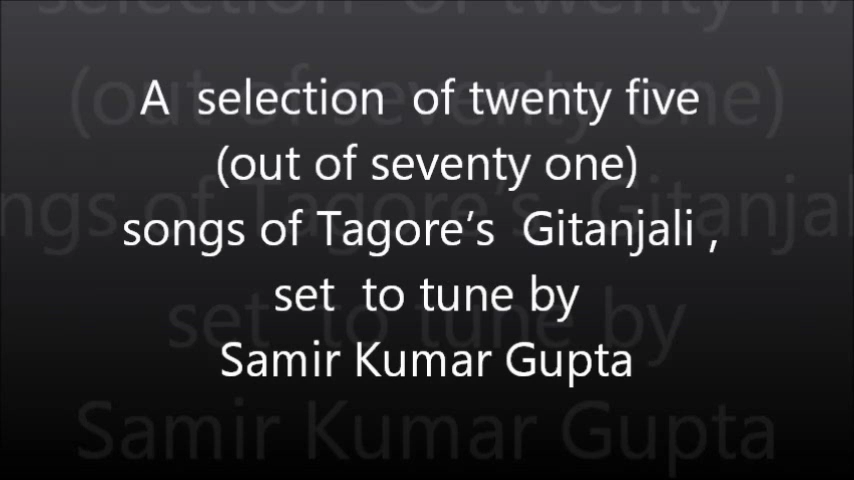 A selection of twenty five
(out of seventy one)
songs of Tagore’s Gitanjali ,
set to tune by
Samir Kumar Gupta